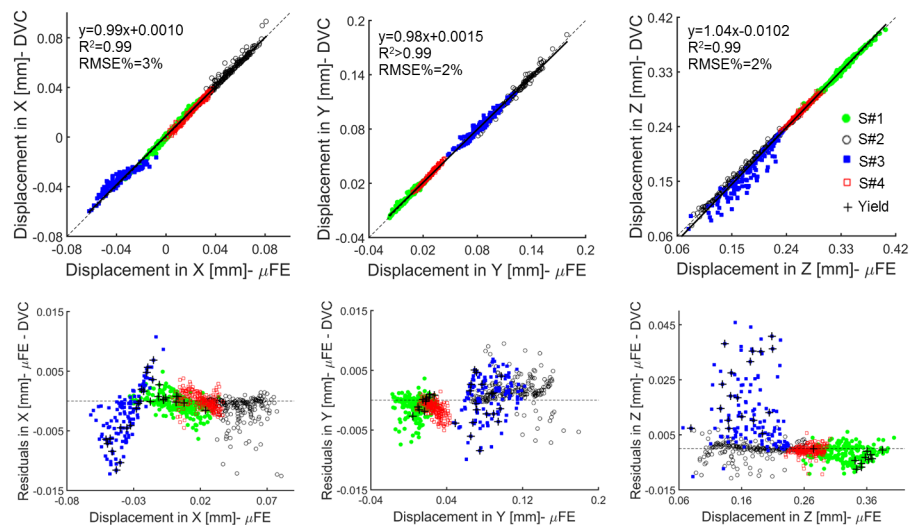 Displacement in X [mm]- DVC
0.08
0.04
0
-0.04
-0.08
y=0.99x+0.0010
R²=0.99
RMSE%=3%
-0.08 -0.04 0 0.04 0.08
Displacement in X [mm]- μFE
Displacement in Y [mm]- DVC
0.2
0.14
0.08
0.02
-0.04
y=0.98x+0.0015
R²>0.99
RMSE%=2%
-0.04 0.02 0.08 0.14 0.2
Displacement in Y [mm]- μFE
Displacement in Z [mm]- DVC
0.42
0.33
0.24
0.15
0.06
y=1.04x-0.0102
R²=0.99
RMSE%=2%
S#1
S#2
S#3
S#4
Yield
0.06 0.15 0.24 0.33 0.42
Displacement in Z [mm]- μFE
Residuals in X [mm]- μFE - DVC
0.015
0.005
-0.005
-0.015
-0.08 -0.03 0.02 0.07
Displacement in X [mm]- μFE
Residuals in Y [mm]- μFE - DVC
0.015
0.005
-0.005
-0.015
-0.04 0.04 0.12 0.2
Displacement in Y [mm]- μFE
Residuals in Z [mm]- μFE - DVC
0.045
0.025
0.005
-0.015
0.06 0.16 0.26 0.36
Displacement in Z [mm]- μFE